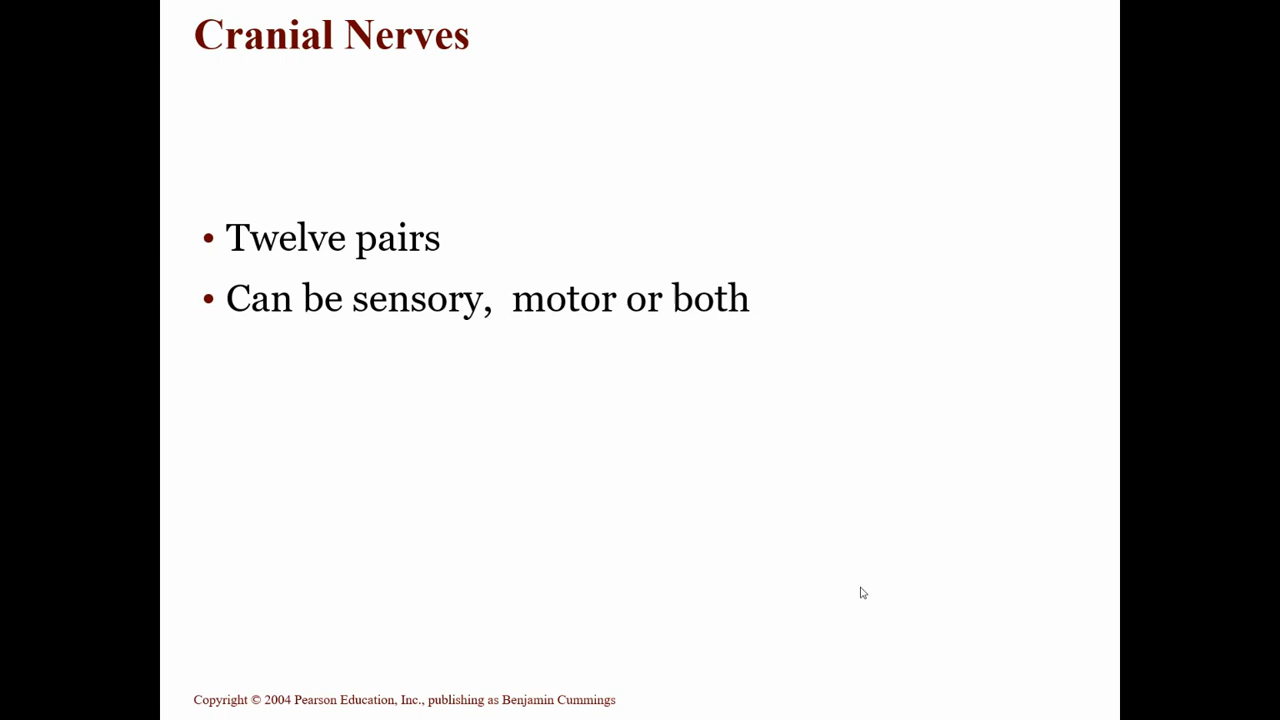 Cranial Nerves
• Twelve pairs
• Can be sensory,  motor or both
Copyright © 2004 Pearson Education, Inc., publishing as Benjamin Cummings